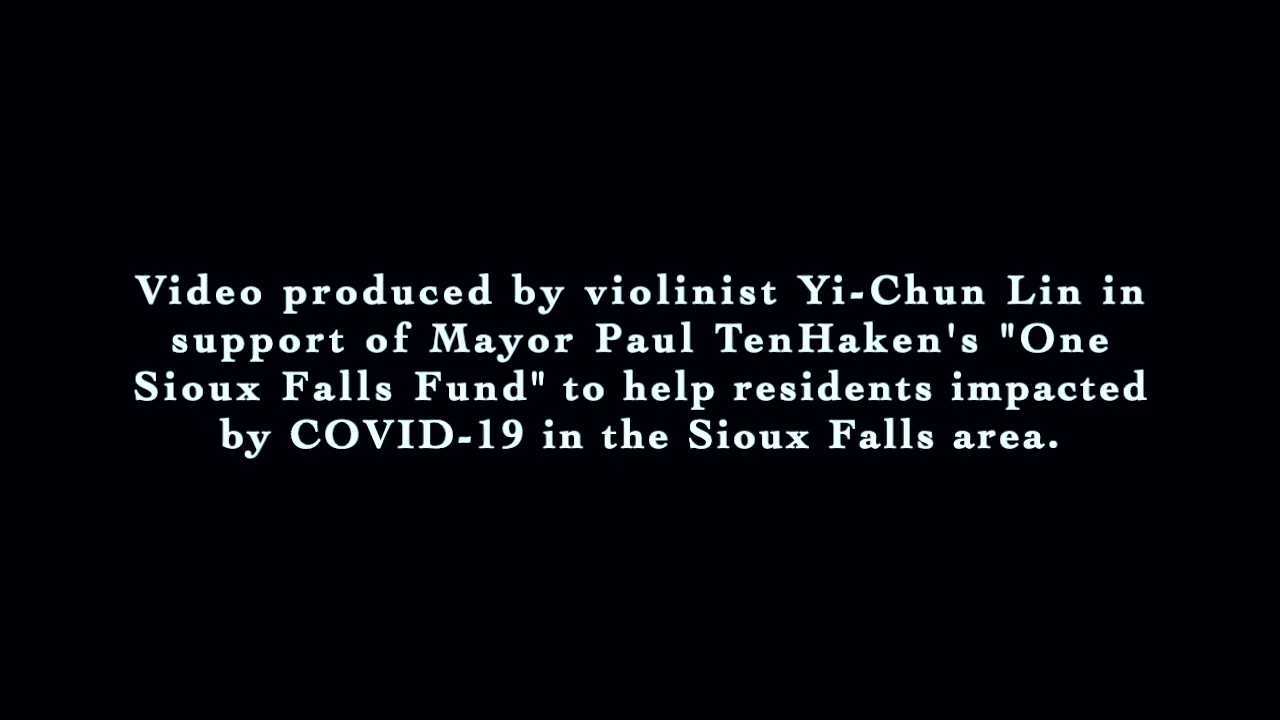 Video produced by violinist Yi-Chun Lin in
support of Mayor Paul TenHaken's "One
Sioux Falls Fund" to help residents impacted
by COVID-19 in the Sioux Falls area.